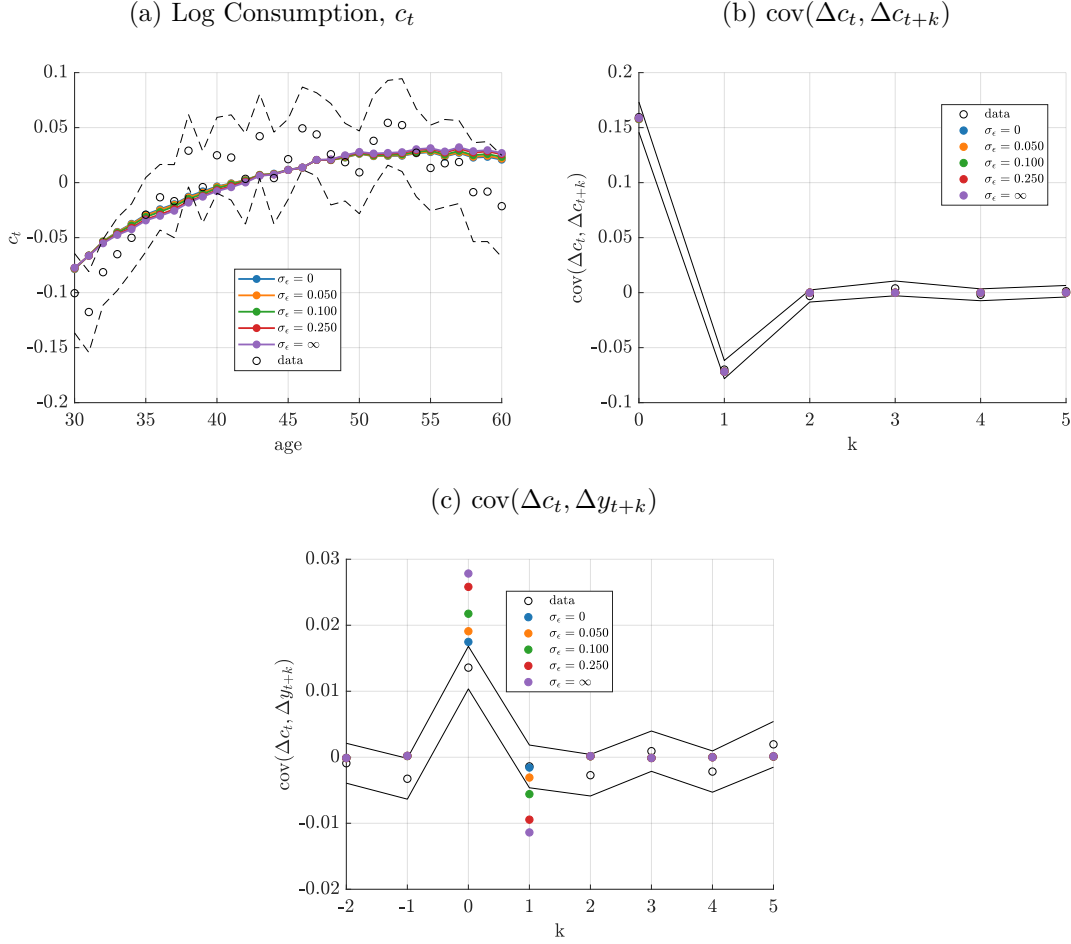 (a) Log Consumption, c_t
0.1
0.05
0
-0.05
-0.1
-0.15
-0.2
c_t
30 35 40 45 50 55 60
age
σ_ϵ = 0
σ_ϵ = 0.050
σ_ϵ = 0.100
σ_ϵ = 0.250
σ_ϵ = ∞
data
(b) cov(Δc_t, Δc_{t+k})
0.20
0.15
0.1
0.05
0
-0.05
-0.1
cov(Δc_t, Δc_{t+k})
0 1 2 3 4 5
k
data
σ_ϵ = 0
σ_ϵ = 0.050
σ_ϵ = 0.100
σ_ϵ = 0.250
σ_ϵ = ∞
(c) cov(Δc_t, Δy_{t+k})
0.03
0.02
0.01
0
-0.01
-0.02
cov(Δc_t, Δy_{t+k})
-2 -1 0 1 2 3 4 5
k
data
σ_ϵ = 0
σ_ϵ = 0.050
σ_ϵ = 0.100
σ_ϵ = 0.250
σ_ϵ = ∞